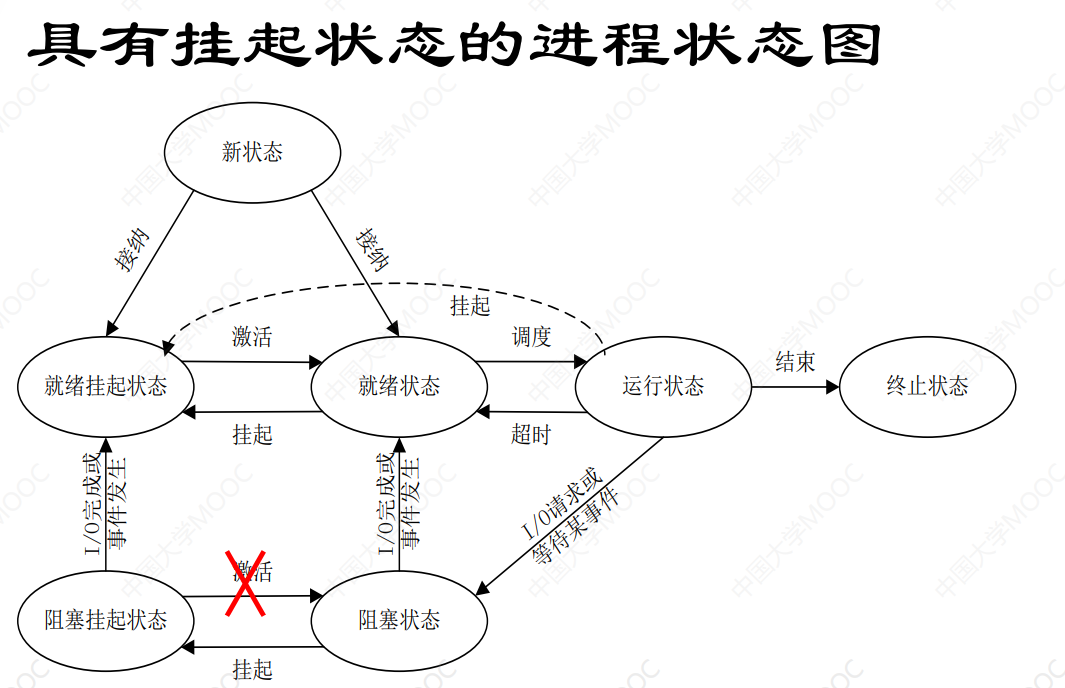 具有挂起状态的进程状态图
新状态
接纳
接纳
挂起
激活
调度
结束
就绪挂起状态
就绪状态
运行状态
终止状态
挂起
超时
I/O完成或
事件发生
I/O完成或
事件发生
I/O请求或
等待某事件
激活
阻塞挂起状态
阻塞状态
挂起
中国大学MOOC